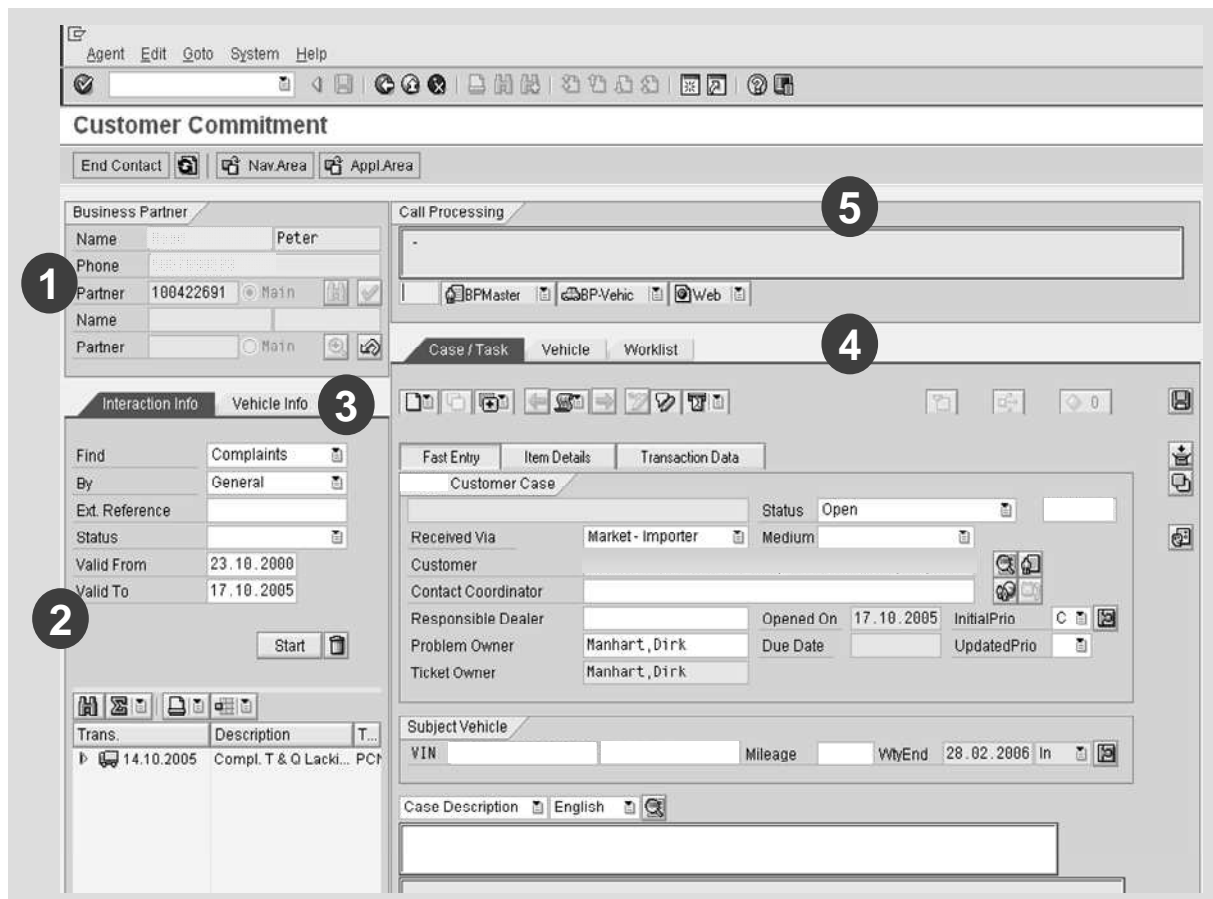 Agent Edit Goto System Help
Customer Commitment
End Contact Nav.Area Appl.Area
Business Partner
Name Peter
Phone
Partner 100422691 Main
Name
Partner Main
1
Call Processing
5
-
BPMaster BP-Vehic Web
Case / Task Vehicle Worklist
4
Interaction Info Vehicle Info
3
Find Complaints
By General
Ext. Reference
Status
Valid From 23.10.2000
Valid To 17.10.2005
2
Start
Trans. Description T...
14.10.2005 Compl. T & Q Lacki... PCM
0
Fast Entry Item Details Transaction Data
Customer Case
Status Open
Received Via Market - Importer Medium
Customer
Contact Coordinator
Responsible Dealer Opened On 17.10.2005 InitialPrio C
Problem Owner Manhart,Dirk Due Date UpdatedPrio
Ticket Owner Manhart,Dirk
Subject Vehicle
VIN Mileage WtyEnd 28.02.2006 In
Case Description English